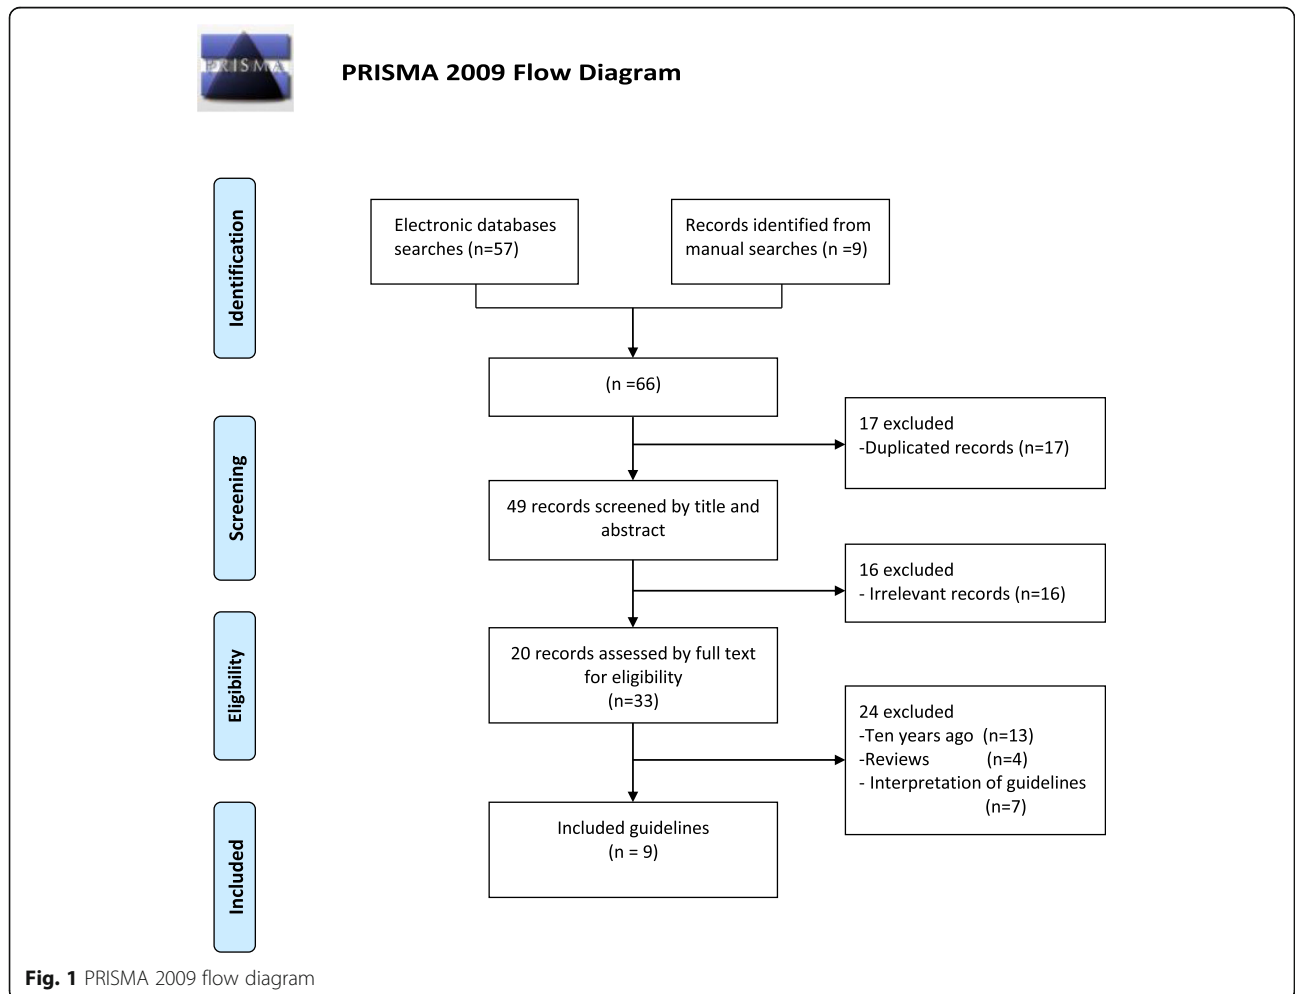 PRISMA
PRISMA 2009 Flow Diagram
Identification
Electronic databases
searches (n=57)
Records identified from
manual searches (n =9)
(n =66)
17 excluded
-Duplicated records (n=17)
Screening
49 records screened by title and
abstract
16 excluded
- Irrelevant records (n=16)
Eligibility
20 records assessed by full text
for eligibility
(n=33)
24 excluded
-Ten years ago (n=13)
-Reviews (n=4)
- Interpretation of guidelines
(n=7)
Included
Included guidelines
(n = 9)
Fig. 1 PRISMA 2009 flow diagram